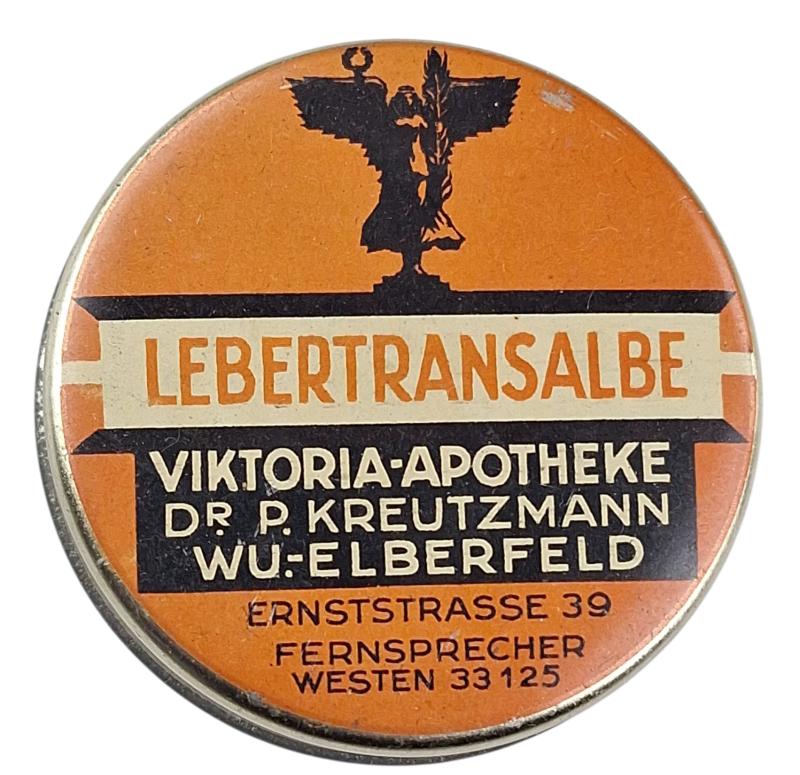 LEBERTRANSALBE
VIKTORIA-APOTHEKE
DR. P. KREUTZMANN
WU.-ELBERFELD
ERNSTSTRASSE 39
FERNSPRECHER
WESTEN 33125